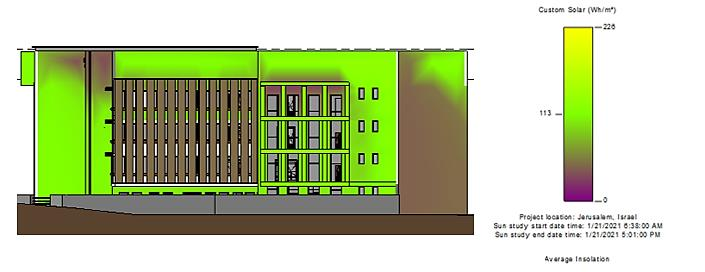 Custom Solar (Wh/m²)
226
113
0
Project location: Jerusalem, Israel
Sun study start date time: 1/21/2021 6:38:00 AM
Sun study end date time: 1/21/2021 5:01:00 PM
Average Insolation